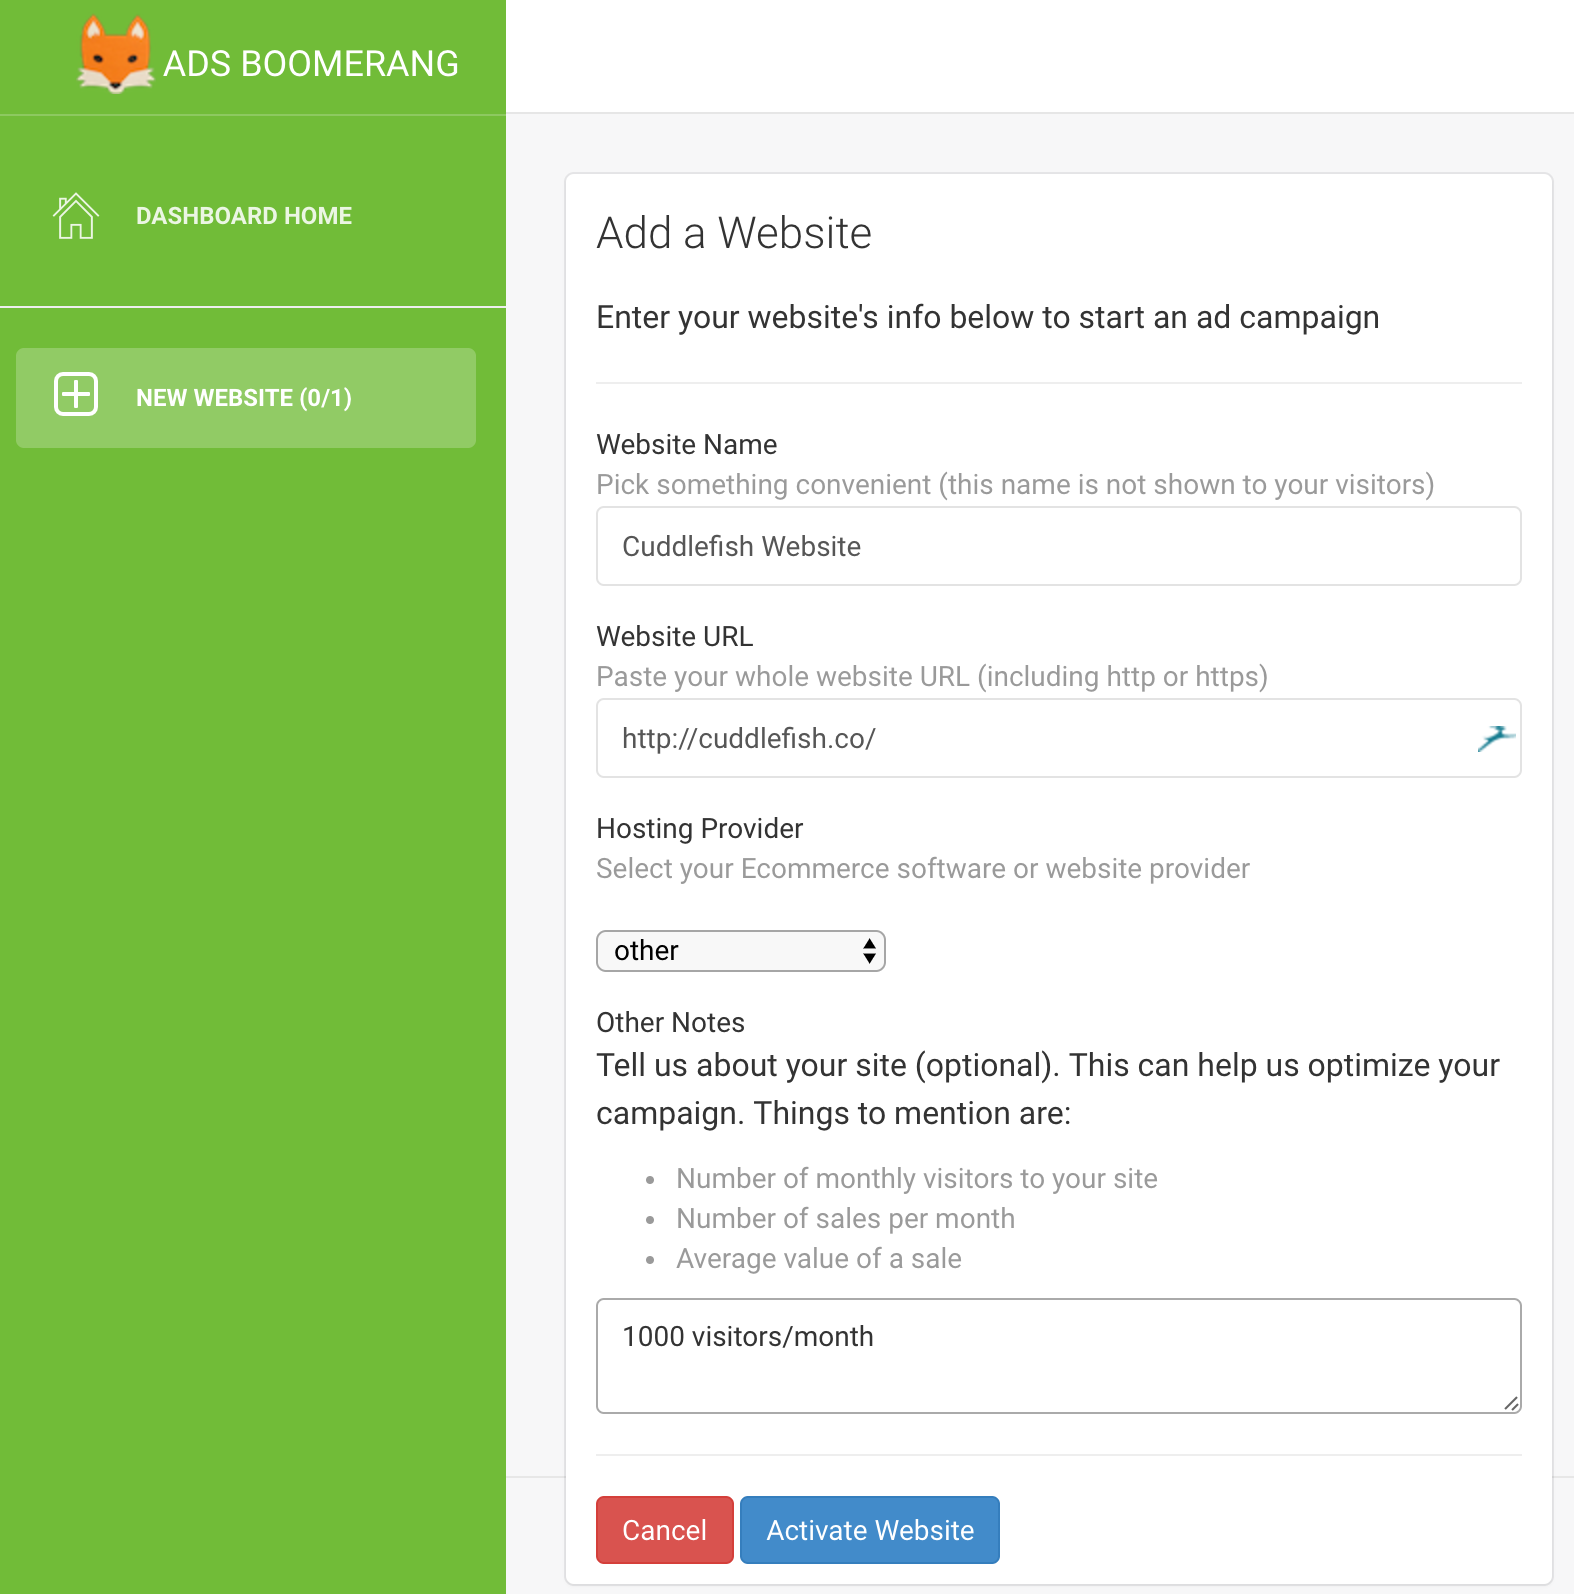 ADS BOOMERANG
DASHBOARD HOME
NEW WEBSITE (0/1)
Add a Website
Enter your website's info below to start an ad campaign
Website Name
Pick something convenient (this name is not shown to your visitors)
Cuddlefish Website
Website URL
Paste your whole website URL (including http or https)
http://cuddlefish.co/
Hosting Provider
Select your Ecommerce software or website provider
other
Other Notes
Tell us about your site (optional). This can help us optimize your
campaign. Things to mention are:
• Number of monthly visitors to your site
• Number of sales per month
• Average value of a sale
1000 visitors/month
Cancel
Activate Website